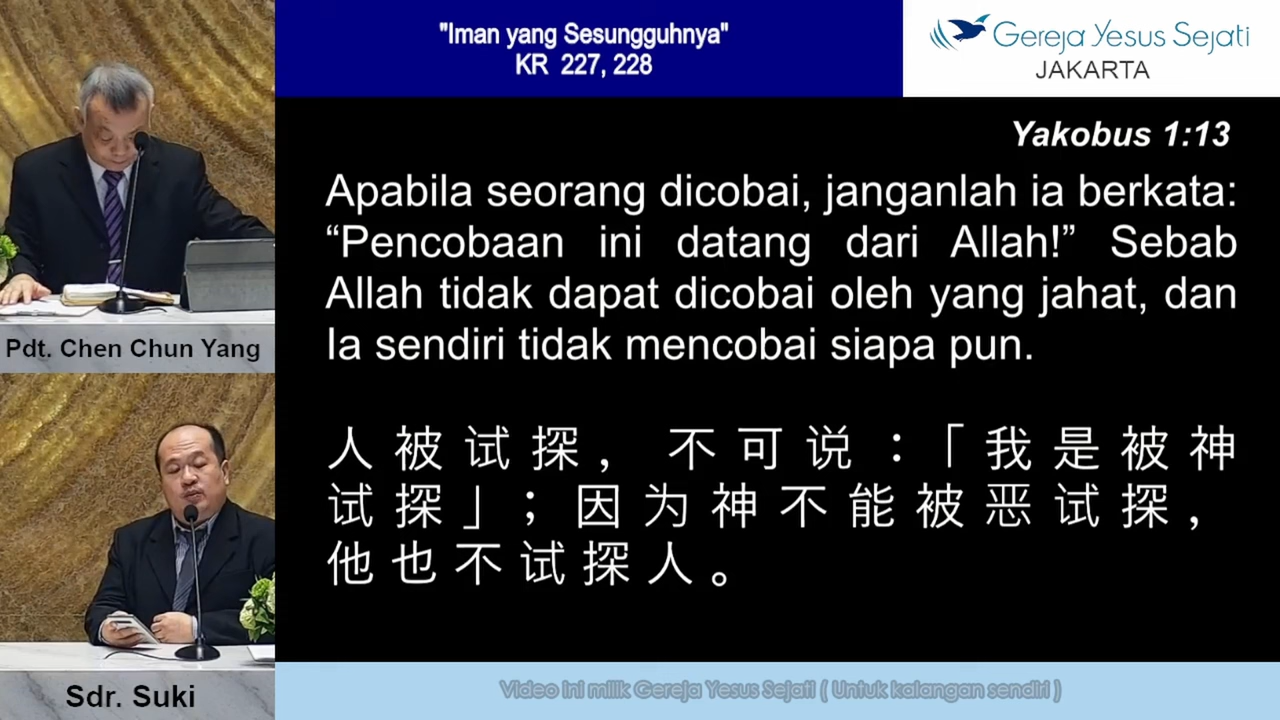 "Iman yang Sesungguhnya"
KR 227, 228
Gereja Yesus Sejati
JAKARTA
Yakobus 1:13
Apabila seorang dicobai, janganlah ia berkata:
“Pencobaan ini datang dari Allah!” Sebab
Allah tidak dapat dicobai oleh yang jahat, dan
Ia sendiri tidak mencobai siapa pun.
人被试探，不可说：「我是被神
试探」；因为神不能被恶试探，
他也不试探人。
Pdt. Chen Chun Yang
Sdr. Suki
Video ini milik Gereja Yesus Sejati ( Untuk kalangan sendiri )